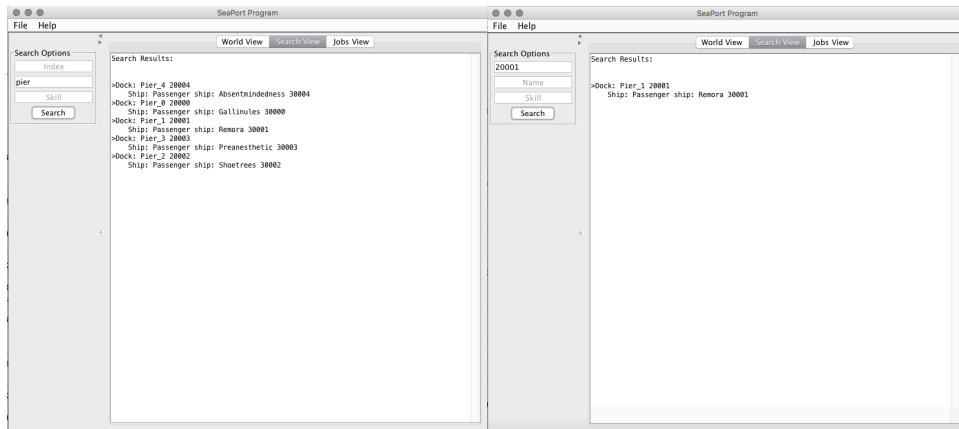 SeaPort Program
File Help
World View Search View Jobs View
Search Options
Index
pier
Skill
Search
Search Results:
>Dock: Pier_4 20004
Ship: Passenger ship: Absentmindedness 30004
>Dock: Pier_0 20000
Ship: Passenger ship: Gallinules 30000
>Dock: Pier_1 20001
Ship: Passenger ship: Remora 30001
>Dock: Pier_3 20003
Ship: Passenger ship: Preanesthetic 30003
>Dock: Pier_2 20002
Ship: Passenger ship: Shoetrees 30002
SeaPort Program
File Help
World View Search View Jobs View
Search Options
20001
Name
Skill
Search
Search Results:
>Dock: Pier_1 20001
Ship: Passenger ship: Remora 30001